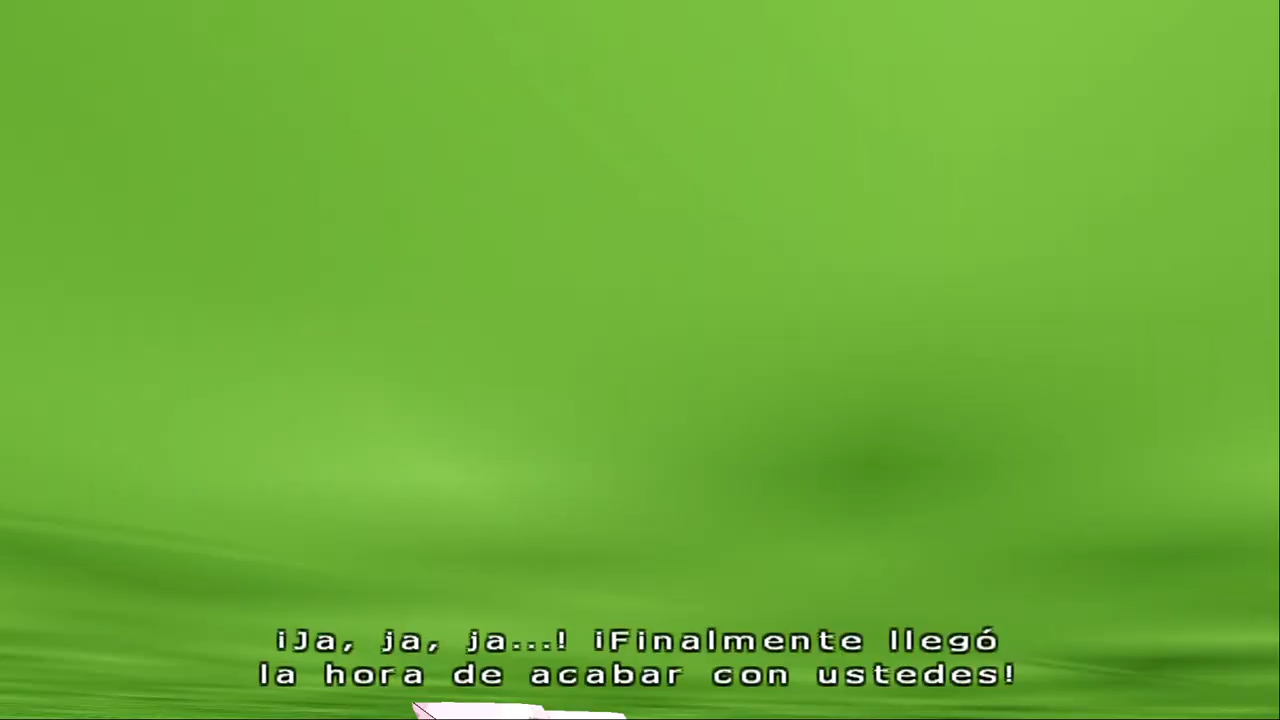 ¡Ja, ja, ja...! ¡Finalmente llegó
la hora de acabar con ustedes!